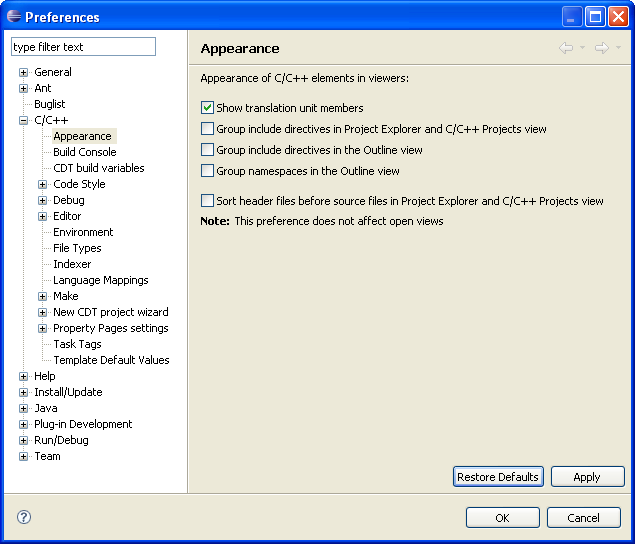 Preferences
type filter text
General
Ant
Buglist
C/C++
Appearance
Build Console
CDT build variables
Code Style
Debug
Editor
Environment
File Types
Indexer
Language Mappings
Make
New CDT project wizard
Property Pages settings
Task Tags
Template Default Values
Help
Install/Update
Java
Plug-in Development
Run/Debug
Team
Appearance
Appearance of C/C++ elements in viewers:
Show translation unit members
Group include directives in Project Explorer and C/C++ Projects view
Group include directives in the Outline view
Group namespaces in the Outline view
Sort header files before source files in Project Explorer and C/C++ Projects view
Note: This preference does not affect open views
Restore Defaults
Apply
?
OK
Cancel